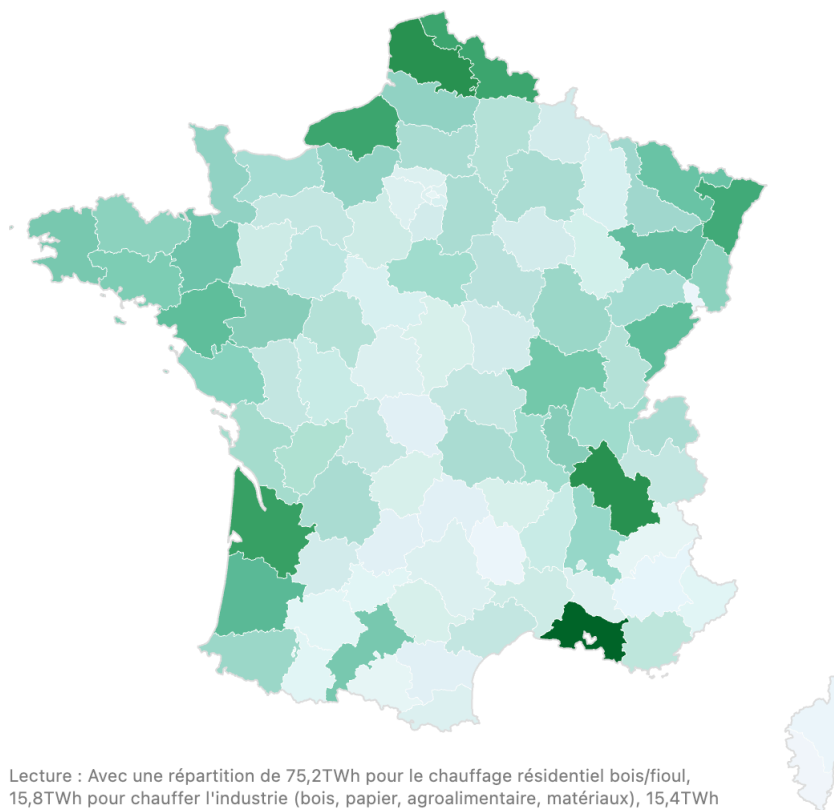 Lecture : Avec une répartition de 75,2TWh pour le chauffage résidentiel bois/fioul,
15,8TWh pour chauffer l'industrie (bois, papier, agroalimentaire, matériaux), 15,4TWh